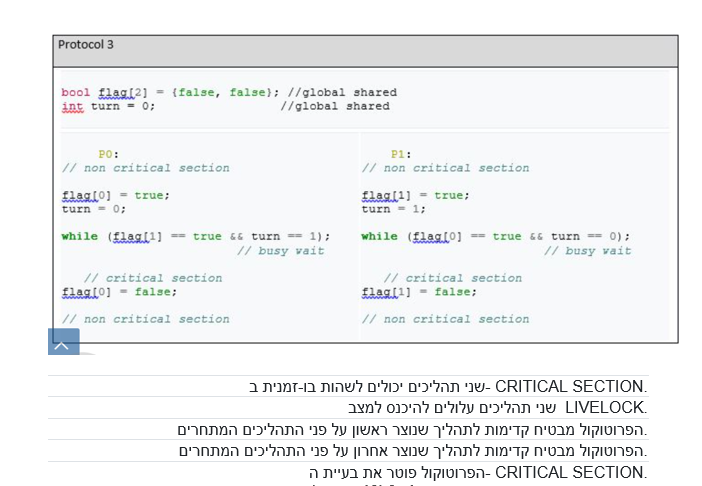 Protocol 3
bool flag[2] = {false, false}; //global shared
int turn = 0; //global shared
P0:
// non critical section
flag[0] = true;
turn = 0;
while (flag[1] == true && turn == 1);
// busy wait
// critical section
flag[0] = false;
// non critical section
P1:
// non critical section
flag[1] = true;
turn = 1;
while (flag[0] == true && turn == 0);
// busy wait
// critical section
flag[1] = false;
// non critical section
שני תהליכים יכולים לשהות בו-זמנית ב- CRITICAL SECTION.
שני תהליכים עלולים להיכנס למצב LIVELOCK.
הפרוטוקול מבטיח קדימות לתהליך שנוצר ראשון על פני התהליכים המתחרים.
הפרוטוקול מבטיח קדימות לתהליך שנוצר אחרון על פני התהליכים המתחרים.
הפרוטוקול פוטר את בעיית ה- CRITICAL SECTION.